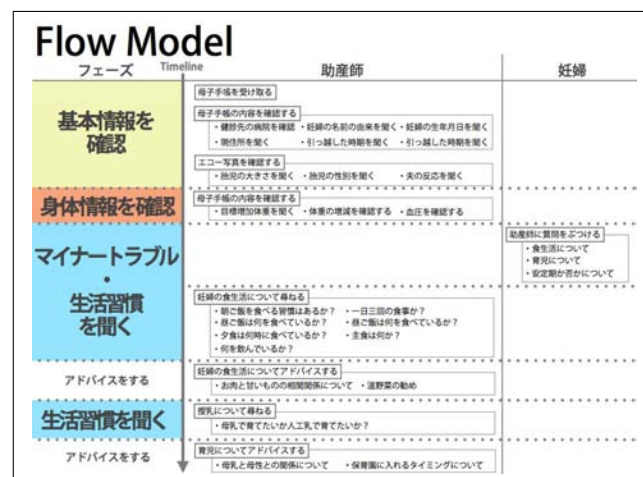 Flow Model
フェーズ
Timeline
助産師
妊婦
基本情報を
確認
母子手帳を受け取る
母子手帳の内容を確認する
・健診先の病院を確認 ・妊婦の名前の由来を聞く ・妊婦の生年月日を聞く
・現住所を聞く ・引っ越した時期を聞く ・引っ越した時期を聞く
エコー写真を確認する
・胎児の大きさを聞く ・胎児の性別を聞く ・夫の反応を聞く
身体情報を確認
母子手帳の内容を確認する
・目標増加体重を聞く ・体重の増減を確認する ・血圧を確認する
マイナートラブル
・
生活習慣
を聞く
助産師に質問をぶつける
・食生活について
・育児について
・安定期か否かについて
妊婦の食生活について尋ねる
・朝ご飯を食べる習慣はあるか? ・一日三回の食事か?
・昼ご飯は何を食べているか? ・昼ご飯は何を食べているか?
・夕食は何時に食べているか? ・主食は何か?
・何を飲んでいるか?
アドバイスをする
妊婦の食生活についてアドバイスする
・お肉と甘いものの相関関係について ・温野菜の勧め
生活習慣を聞く
授乳について尋ねる
・母乳で育てたいか人工乳で育てたいか?
アドバイスをする
育児についてアドバイスする
・母乳と母性との関係について ・保育園に入れるタイミングについて